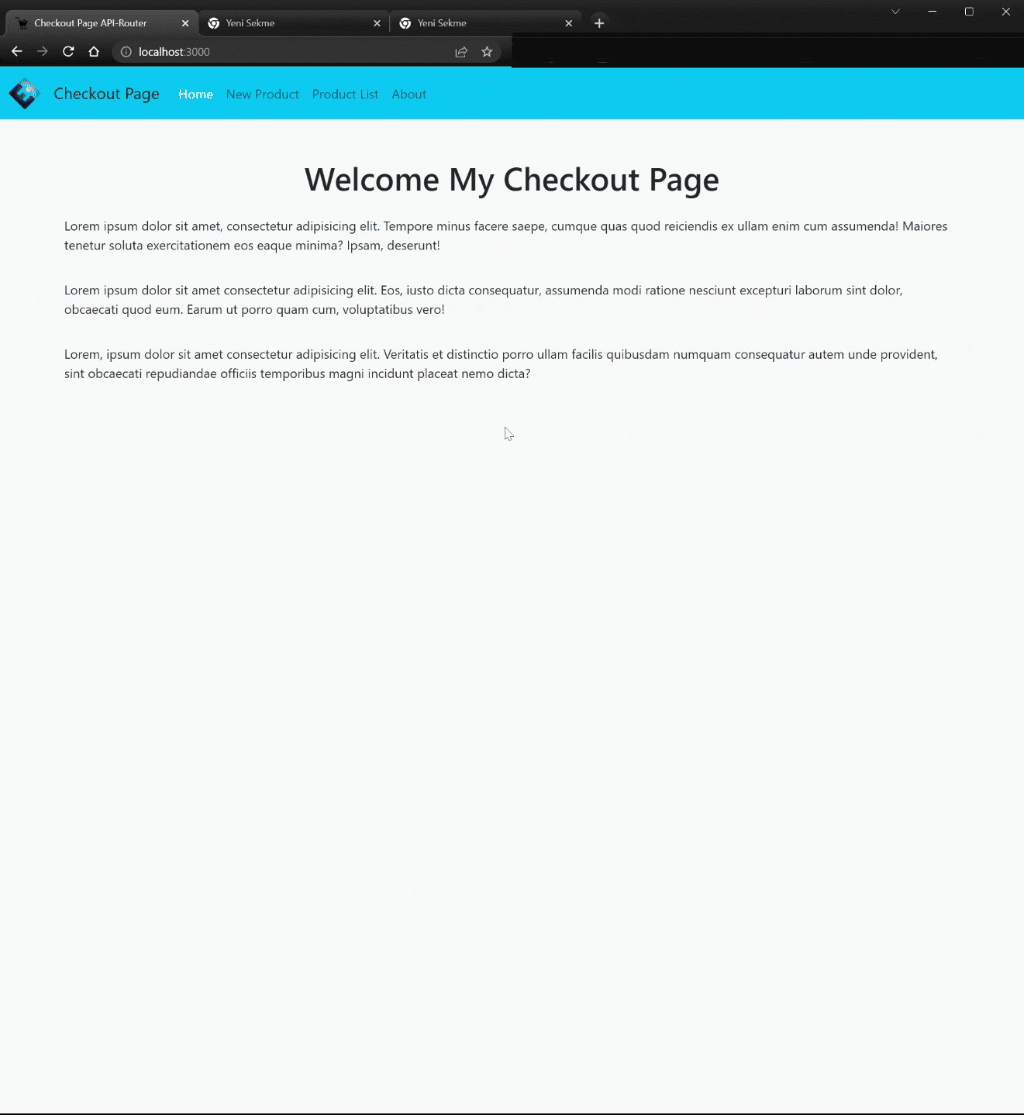 Checkout Page API-Router
Yeni Sekme
Yeni Sekme
localhost:3000
Checkout Page Home New Product Product List About
Welcome My Checkout Page
Lorem ipsum dolor sit amet, consectetur adipisicing elit. Tempore minus facere saepe, cumque quas quod reiciendis ex ullam enim cum assumenda! Maiores
tenetur soluta exercitationem eos eaque minima? Ipsam, deserunt!
Lorem ipsum dolor sit amet consectetur adipisicing elit. Eos, iusto dicta consequatur, assumenda modi ratione nesciunt excepturi laborum sint dolor,
obcaecati quod eum. Earum ut porro quam cum, voluptatibus vero!
Lorem, ipsum dolor sit amet consectetur adipisicing elit. Veritatis et distinctio porro ullam facilis quibusdam numquam consequatur autem unde provident,
sint obcaecati repudiandae officiis temporibus magni incidunt placeat nemo dicta?